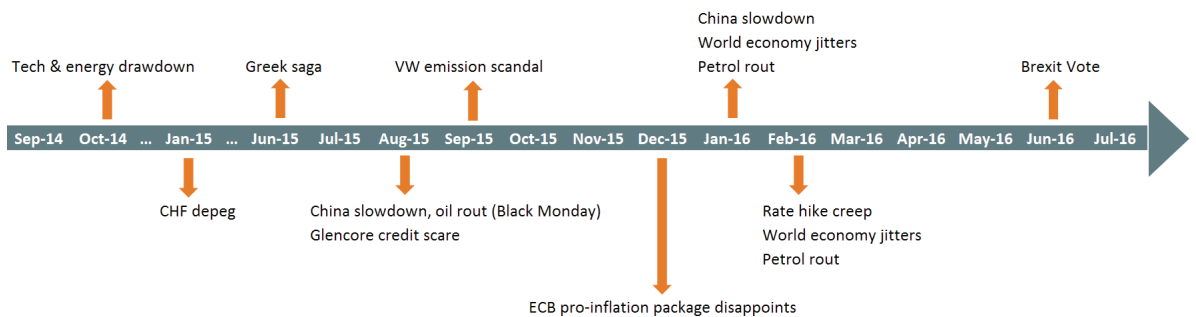 China slowdown
World economy jitters
Tech & energy drawdown Greek saga VW emission scandal Petrol rout Brexit Vote
Sep-14 Oct-14 ... Jan-15 ... Jun-15 Jul-15 Aug-15 Sep-15 Oct-15 Nov-15 Dec-15 Jan-16 Feb-16 Mar-16 Apr-16 May-16 Jun-16 Jul-16
CHF depeg China slowdown, oil rout (Black Monday) Rate hike creep
Glencore credit scare World economy jitters
Petrol rout
ECB pro-inflation package disappoints